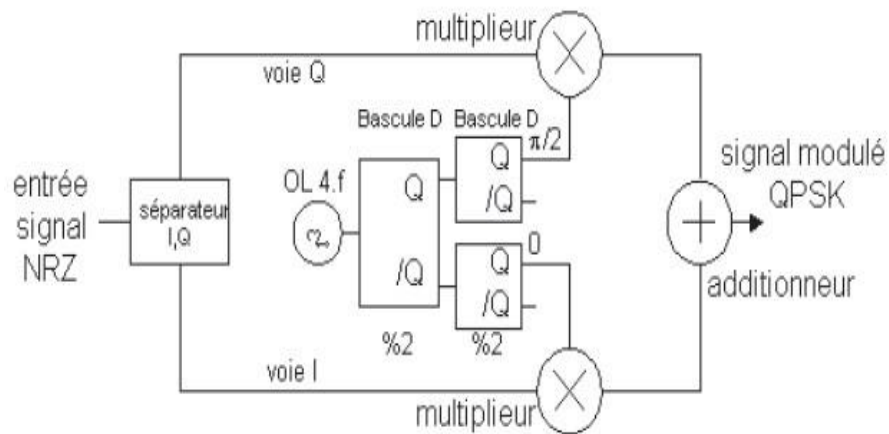 multiplieur
voie Q
Bascule D Bascule D
π/2
Q
/Q
OL 4.f
Q
/Q
entrée
signal
NRZ
séparateur
I,Q
signal modulé
QPSK
0
Q
/Q
additionneur
%2 %2
voie I
multiplieur